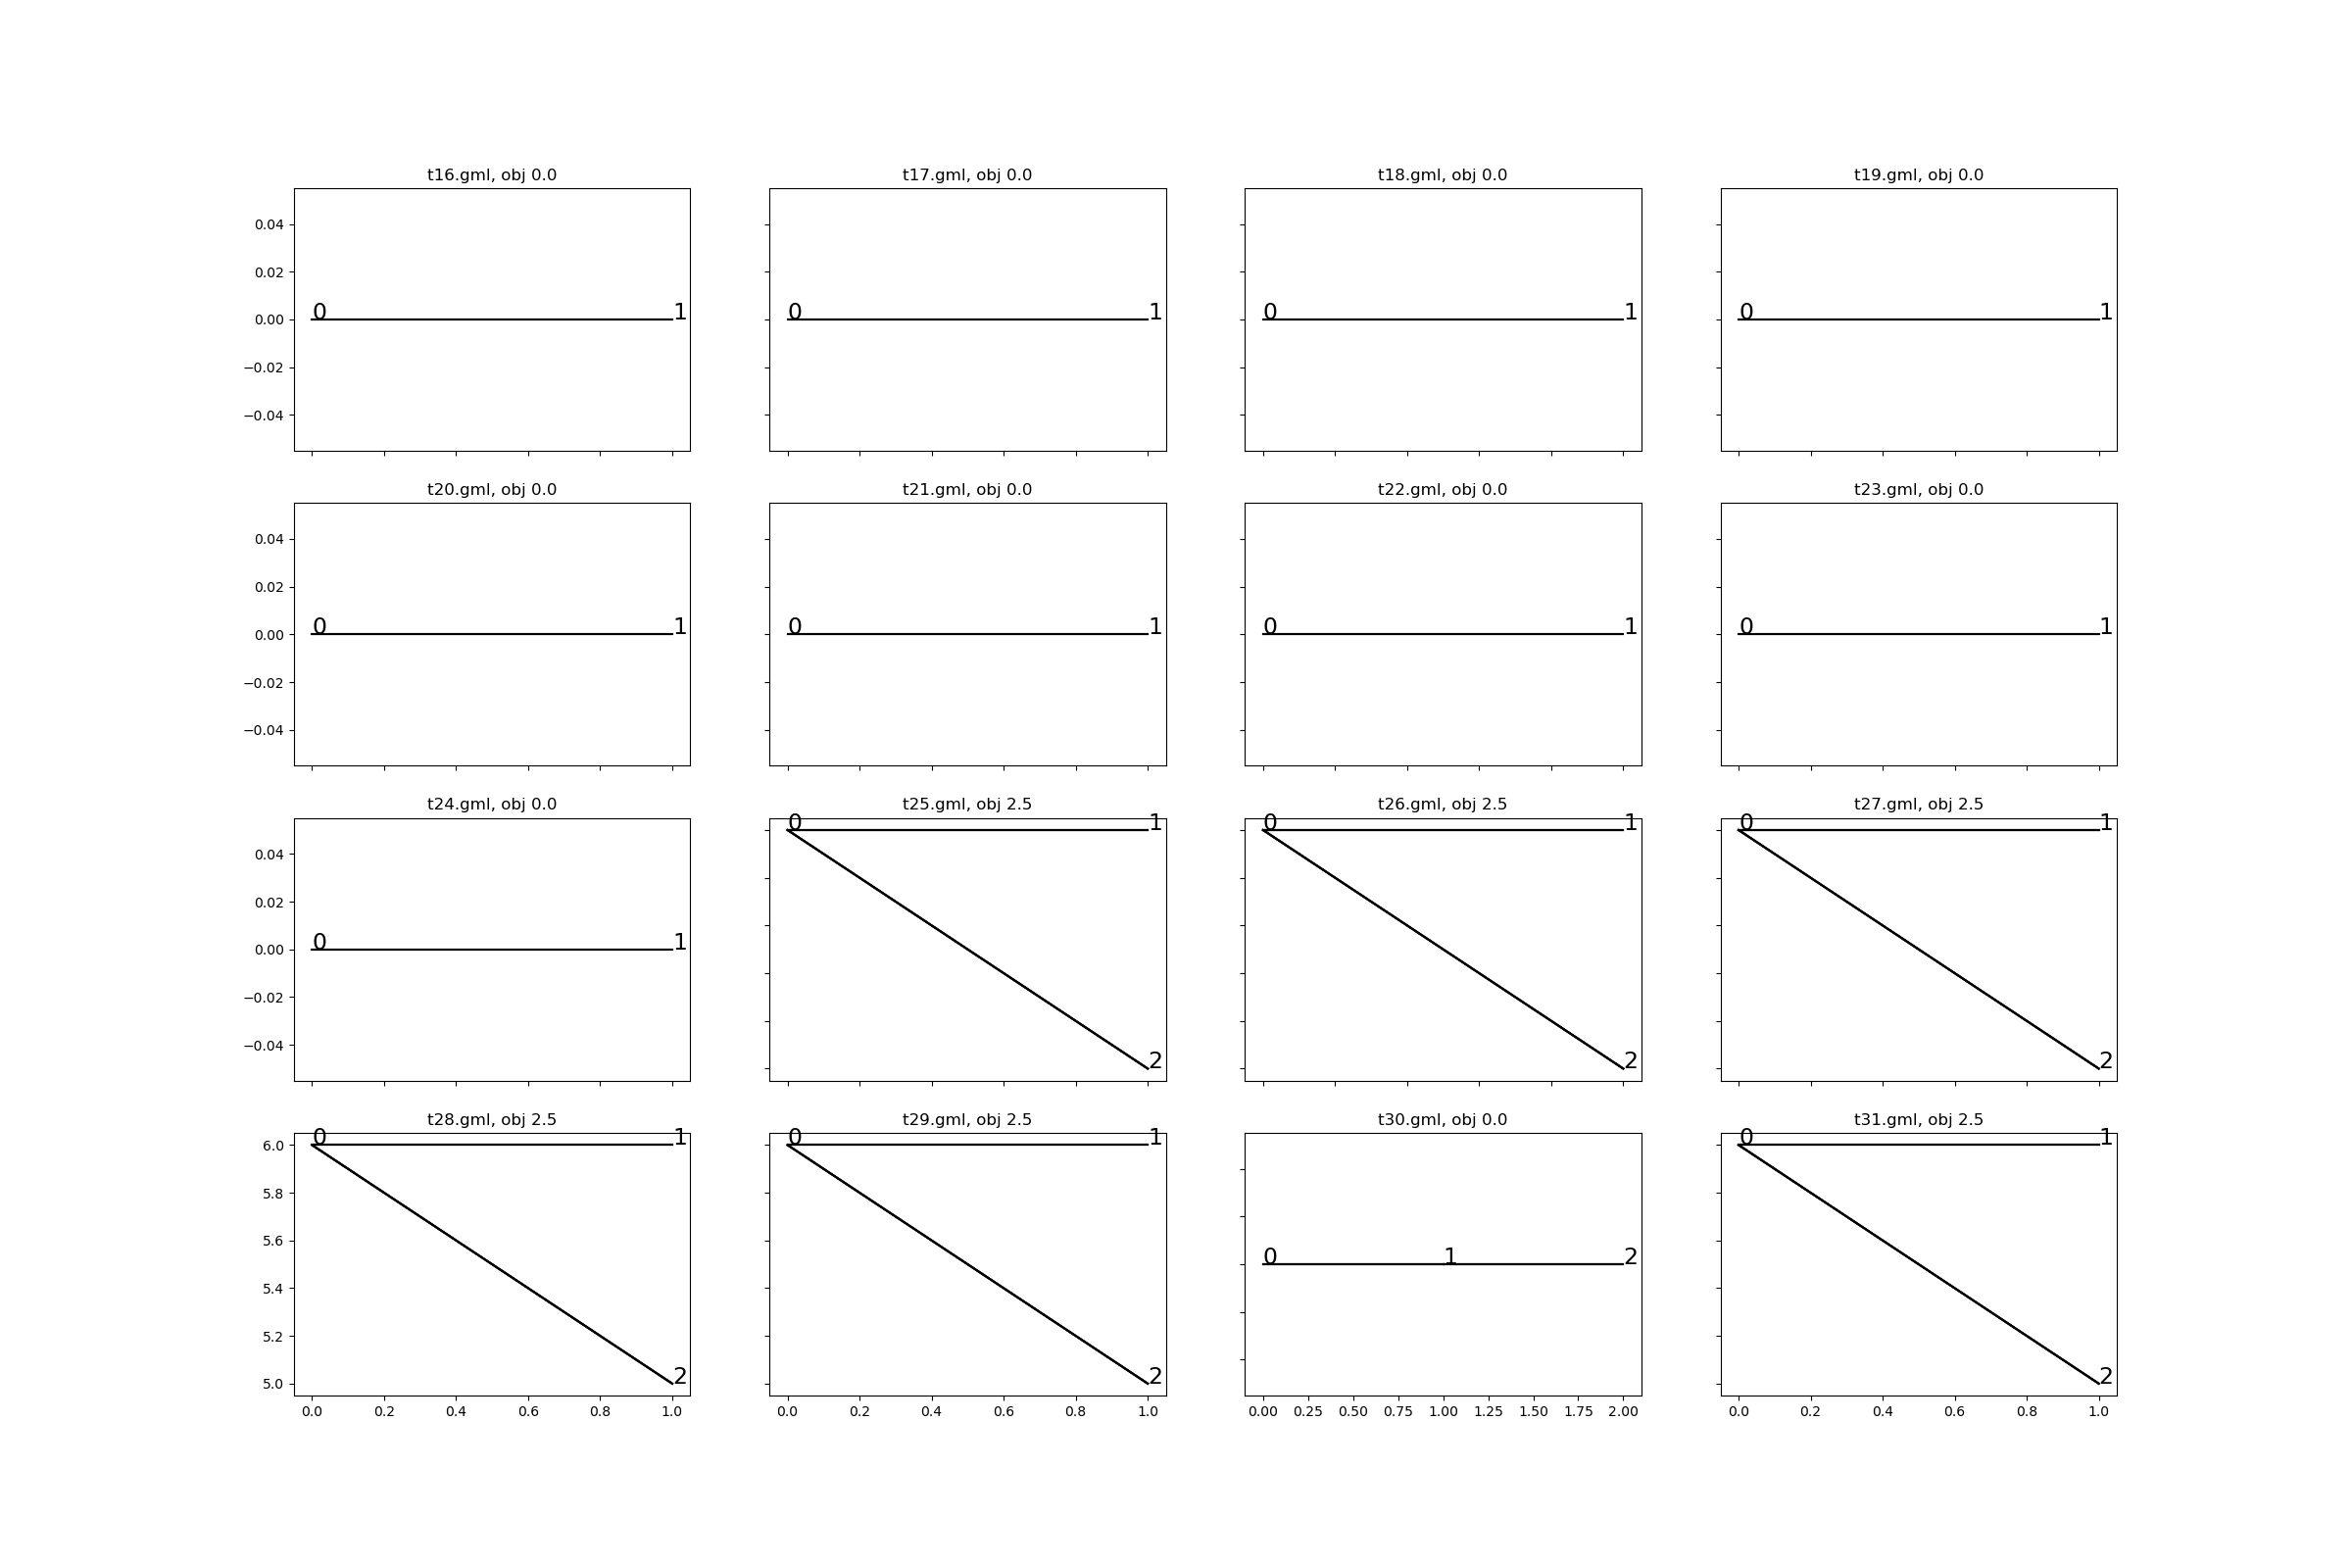 t16.gml, obj 0.0 t17.gml, obj 0.0 t18.gml, obj 0.0 t19.gml, obj 0.0
0.04
0.02
0.00 0 1 0 1 0 1 0 1
−0.02
−0.04
t20.gml, obj 0.0 t21.gml, obj 0.0 t22.gml, obj 0.0 t23.gml, obj 0.0
0.04
0.02
0.00 0 1 0 1 0 1 0 1
−0.02
−0.04
t24.gml, obj 0.0 t25.gml, obj 2.5 t26.gml, obj 2.5 t27.gml, obj 2.5
0 1 0 1 0 1
0.04
0.02
0.00 0 1
−0.02
−0.04
2 2 2
t28.gml, obj 2.5 t29.gml, obj 2.5 t30.gml, obj 0.0 t31.gml, obj 2.5
6.0 0 1 0 1 0 1
5.8
5.6
0 1 2
5.4
5.2
5.0 2 2 2
0.0 0.2 0.4 0.6 0.8 1.0 0.0 0.2 0.4 0.6 0.8 1.0 0.00 0.25 0.50 0.75 1.00 1.25 1.50 1.75 2.00 0.0 0.2 0.4 0.6 0.8 1.0